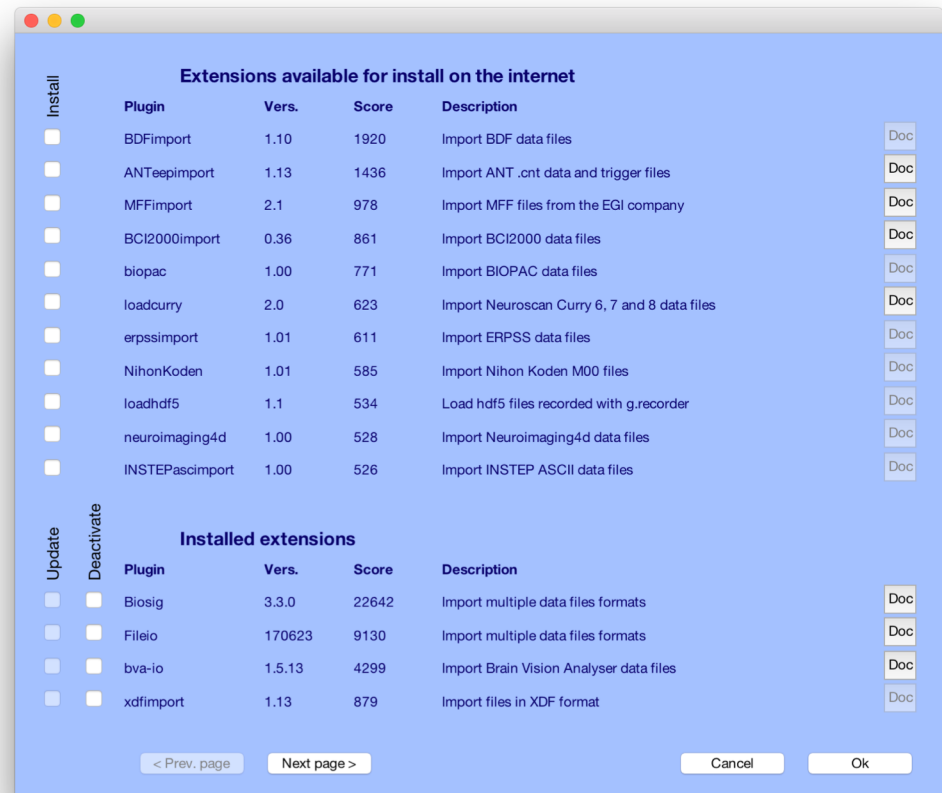 Install
Extensions available for install on the internet
Plugin Vers. Score Description
BDFimport 1.10 1920 Import BDF data files Doc
ANTeepimport 1.13 1436 Import ANT .cnt data and trigger files Doc
MFFimport 2.1 978 Import MFF files from the EGI company Doc
BCI2000import 0.36 861 Import BCI2000 data files Doc
biopac 1.00 771 Import BIOPAC data files Doc
loadcurry 2.0 623 Import Neuroscan Curry 6, 7 and 8 data files Doc
erpssimport 1.01 611 Import ERPSS data files Doc
NihonKoden 1.01 585 Import Nihon Koden M00 files Doc
loadhdf5 1.1 534 Load hdf5 files recorded with g.recorder Doc
neuroimaging4d 1.00 528 Import Neuroimaging4d data files Doc
INSTEPascimport 1.00 526 Import INSTEP ASCII data files Doc
Update
Deactivate
Installed extensions
Plugin Vers. Score Description
Biosig 3.3.0 22642 Import multiple data files formats Doc
Fileio 170623 9130 Import multiple data files formats Doc
bva-io 1.5.13 4299 Import Brain Vision Analyser data files Doc
xdfimport 1.13 879 Import files in XDF format Doc
< Prev. page Next page > Cancel Ok